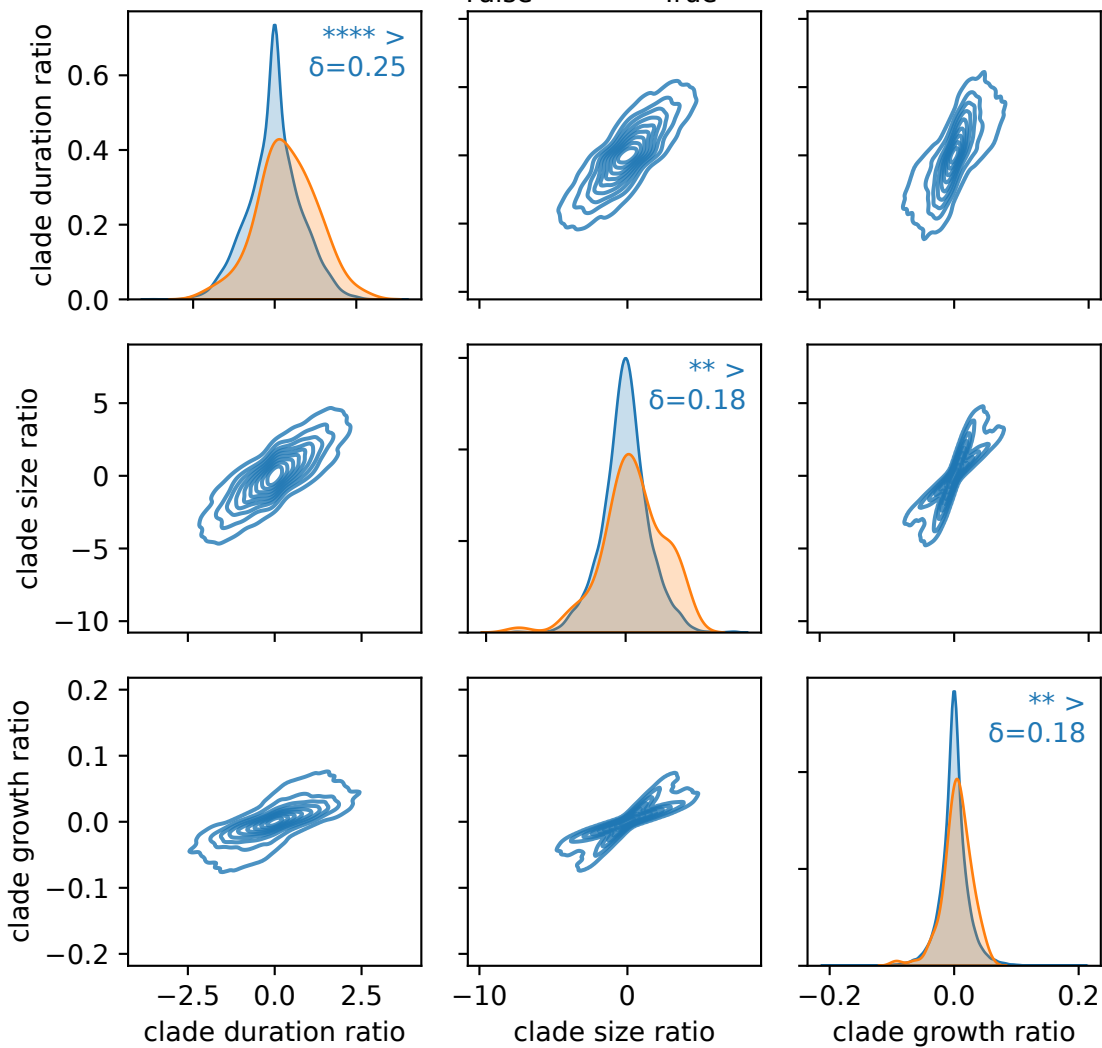 True
clade duration ratio
0.6
0.4
0.2
0.0
**** >
δ=0.25
clade size ratio
5
0
−5
−10
** >
δ=0.18
clade growth ratio
0.2
0.1
0.0
−0.1
−0.2
** >
δ=0.18
−2.5 0.0 2.5
−10 0
−0.2 0.0 0.2
clade duration ratio
clade size ratio
clade growth ratio